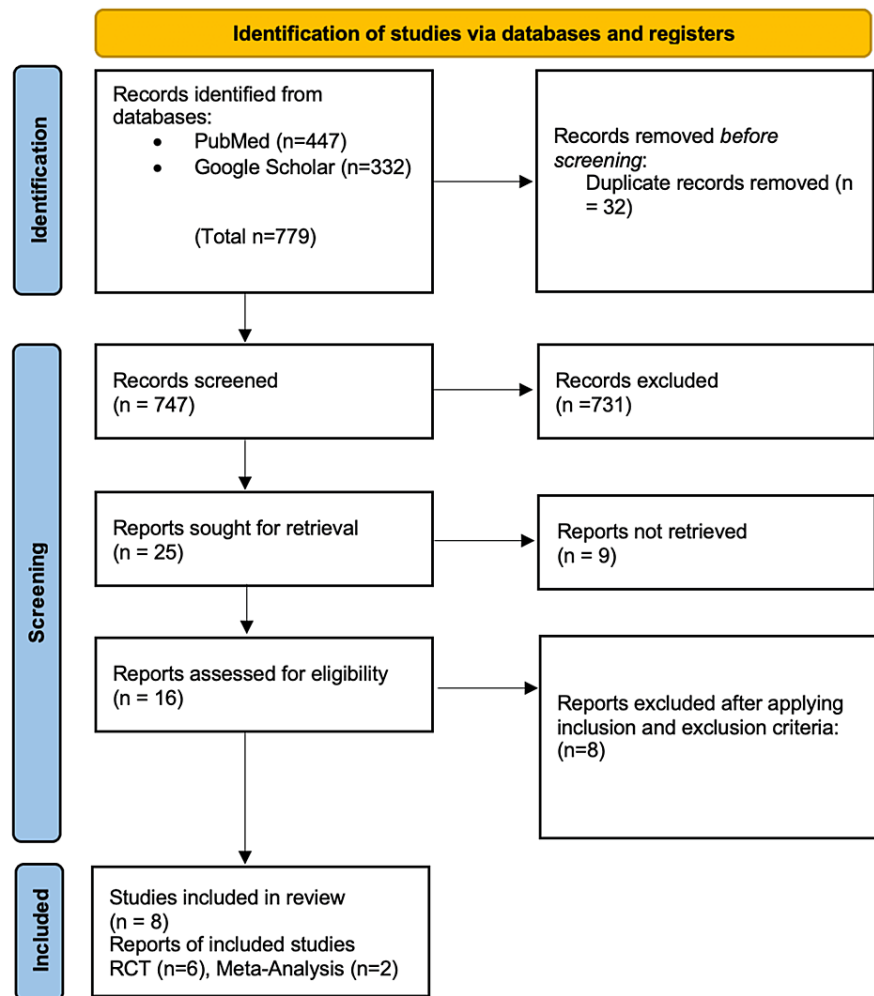 Identification of studies via databases and registers
Identification
Records identified from
databases:
• PubMed (n=447)
• Google Scholar (n=332)
(Total n=779)
Records removed before
screening:
Duplicate records removed (n
= 32)
Screening
Records screened
(n = 747)
Records excluded
(n =731)
Reports sought for retrieval
(n = 25)
Reports not retrieved
(n = 9)
Reports assessed for eligibility
(n = 16)
Reports excluded after applying
inclusion and exclusion criteria:
(n=8)
Included
Studies included in review
(n = 8)
Reports of included studies
RCT (n=6), Meta-Analysis (n=2)